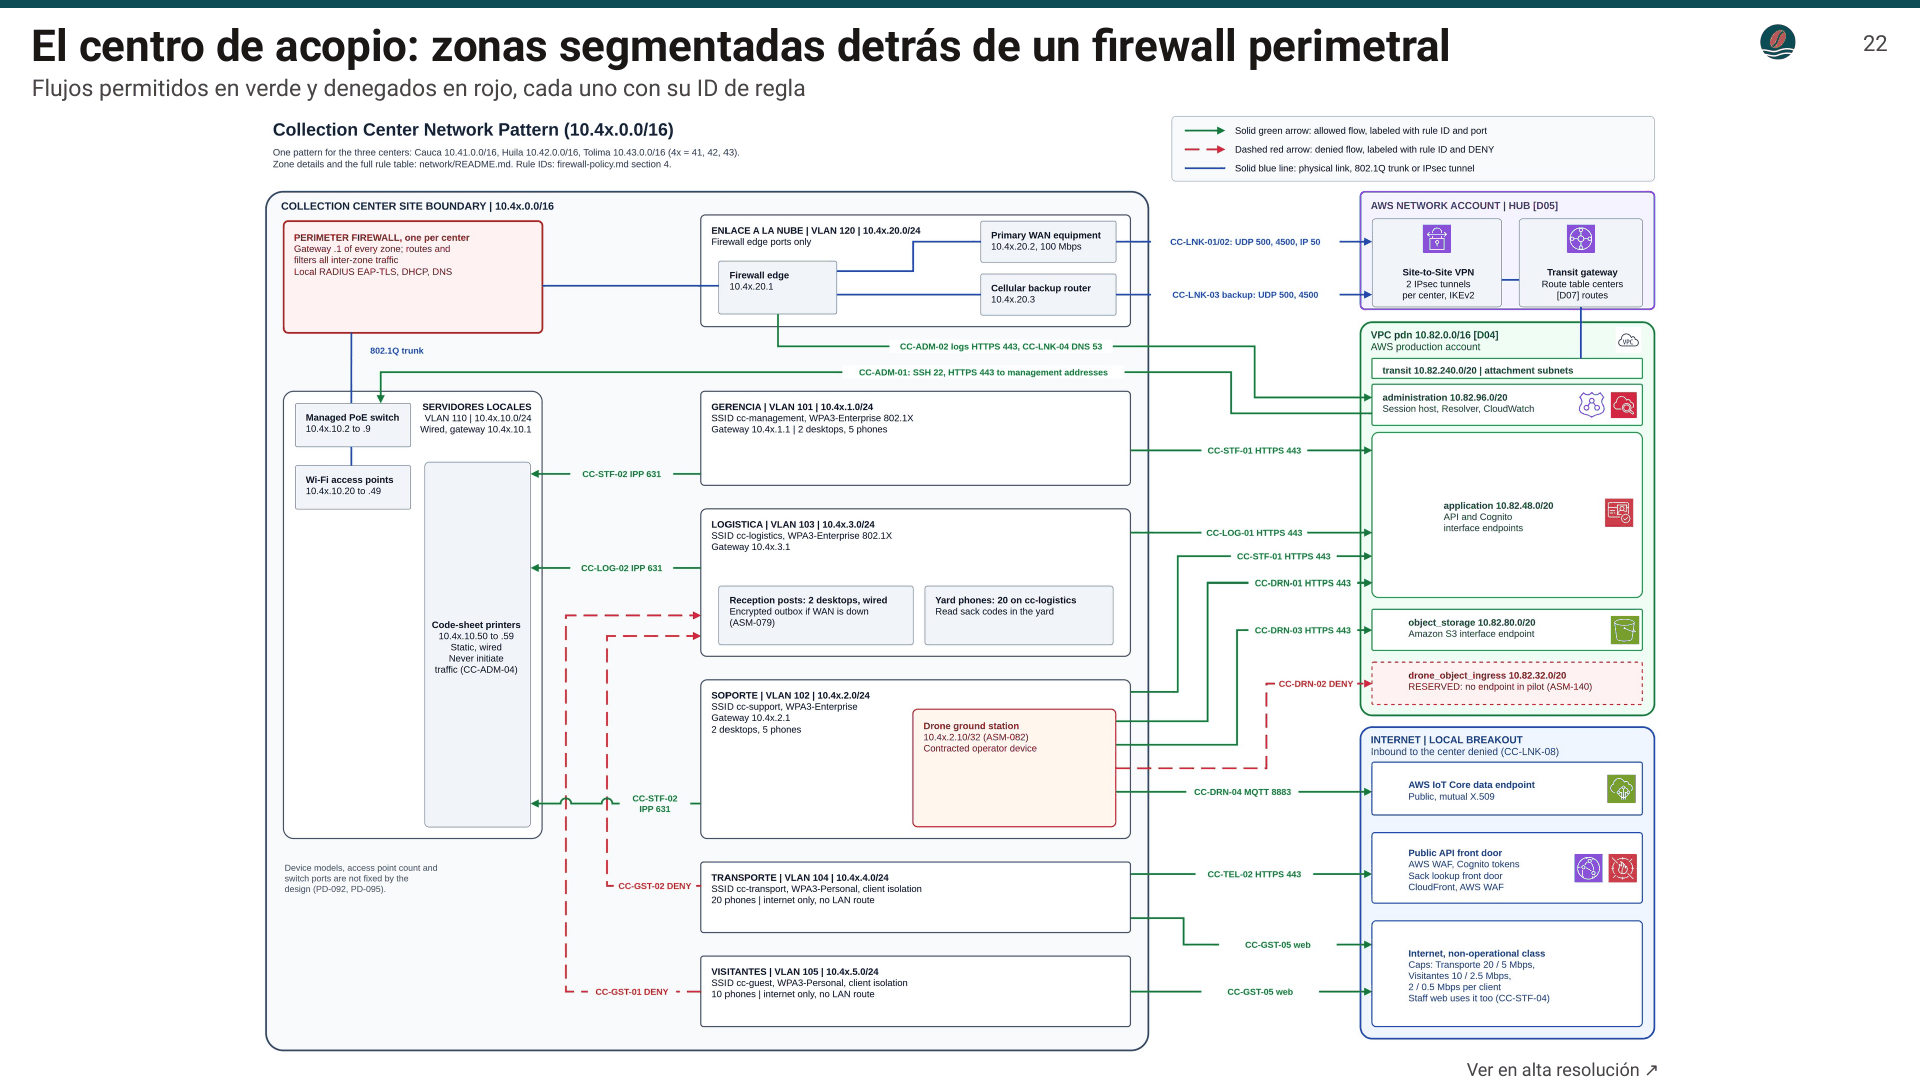 El centro de acopio: zonas segmentadas detrás de un firewall perimetral
22
Flujos permitidos en verde y denegados en rojo, cada uno con su ID de regla
Collection Center Network Pattern (10.4x.0.0/16)
One pattern for the three centers: Cauca 10.41.0.0/16, Huila 10.42.0.0/16, Tolima 10.43.0.0/16 (4x = 41, 42, 43).
Zone details and the full rule table: network/README.md. Rule IDs: firewall-policy.md section 4.
Solid green arrow: allowed flow, labeled with rule ID and port
Dashed red arrow: denied flow, labeled with rule ID and DENY
Solid blue line: physical link, 802.1Q trunk or IPsec tunnel
COLLECTION CENTER SITE BOUNDARY | 10.4x.0.0/16
PERIMETER FIREWALL, one per center
Gateway .1 of every zone; routes and
filters all inter-zone traffic
Local RADIUS EAP-TLS, DHCP, DNS
802.1Q trunk
ENLACE A LA NUBE | VLAN 120 | 10.4x.20.0/24
Firewall edge ports only
Firewall edge
10.4x.20.1
Primary WAN equipment
10.4x.20.2, 100 Mbps
Cellular backup router
10.4x.20.3
CC-LNK-01/02: UDP 500, 4500, IP 50
CC-LNK-03 backup: UDP 500, 4500
AWS NETWORK ACCOUNT | HUB [D05]
Site-to-Site VPN
2 IPsec tunnels
per center, IKEv2
Transit gateway
Route table centers
[D07] routes
CC-ADM-02 logs HTTPS 443, CC-LNK-04 DNS 53
CC-ADM-01: SSH 22, HTTPS 443 to management addresses
VPC pdn 10.82.0.0/16 [D04]
AWS production account
VPC
transit 10.82.240.0/20 | attachment subnets
administration 10.82.96.0/20
Session host, Resolver, CloudWatch
Managed PoE switch
10.4x.10.2 to .9
SERVIDORES LOCALES
VLAN 110 | 10.4x.10.0/24
Wired, gateway 10.4x.10.1
Wi-Fi access points
10.4x.10.20 to .49
Code-sheet printers
10.4x.10.50 to .59
Static, wired
Never initiate
traffic (CC-ADM-04)
Device models, access point count and
switch ports are not fixed by the
design (PD-092, PD-095).
CC-STF-02 IPP 631
CC-LOG-02 IPP 631
CC-STF-02
IPP 631
CC-GST-02 DENY
CC-GST-01 DENY
GERENCIA | VLAN 101 | 10.4x.1.0/24
SSID cc-management, WPA3-Enterprise 802.1X
Gateway 10.4x.1.1 | 2 desktops, 5 phones
LOGISTICA | VLAN 103 | 10.4x.3.0/24
SSID cc-logistics, WPA3-Enterprise 802.1X
Gateway 10.4x.3.1
Reception posts: 2 desktops, wired
Encrypted outbox if WAN is down
(ASM-079)
Yard phones: 20 on cc-logistics
Read sack codes in the yard
SOPORTE | VLAN 102 | 10.4x.2.0/24
SSID cc-support, WPA3-Enterprise
Gateway 10.4x.2.1
2 desktops, 5 phones
Drone ground station
10.4x.2.10/32 (ASM-082)
Contracted operator device
TRANSPORTE | VLAN 104 | 10.4x.4.0/24
SSID cc-transport, WPA3-Personal, client isolation
20 phones | internet only, no LAN route
VISITANTES | VLAN 105 | 10.4x.5.0/24
SSID cc-guest, WPA3-Personal, client isolation
10 phones | internet only, no LAN route
CC-STF-01 HTTPS 443
CC-LOG-01 HTTPS 443
CC-STF-01 HTTPS 443
CC-DRN-01 HTTPS 443
CC-DRN-03 HTTPS 443
CC-DRN-02 DENY
CC-DRN-04 MQTT 8883
CC-TEL-02 HTTPS 443
CC-GST-05 web
CC-GST-05 web
application 10.82.48.0/20
API and Cognito
interface endpoints
object_storage 10.82.80.0/20
Amazon S3 interface endpoint
drone_object_ingress 10.82.32.0/20
RESERVED: no endpoint in pilot (ASM-140)
INTERNET | LOCAL BREAKOUT
Inbound to the center denied (CC-LNK-08)
AWS IoT Core data endpoint
Public, mutual X.509
Public API front door
AWS WAF, Cognito tokens
Sack lookup front door
CloudFront, AWS WAF
Internet, non-operational class
Caps: Transporte 20 / 5 Mbps,
Visitantes 10 / 2.5 Mbps,
2 / 0.5 Mbps per client
Staff web uses it too (CC-STF-04)
Ver en alta resolución ↗